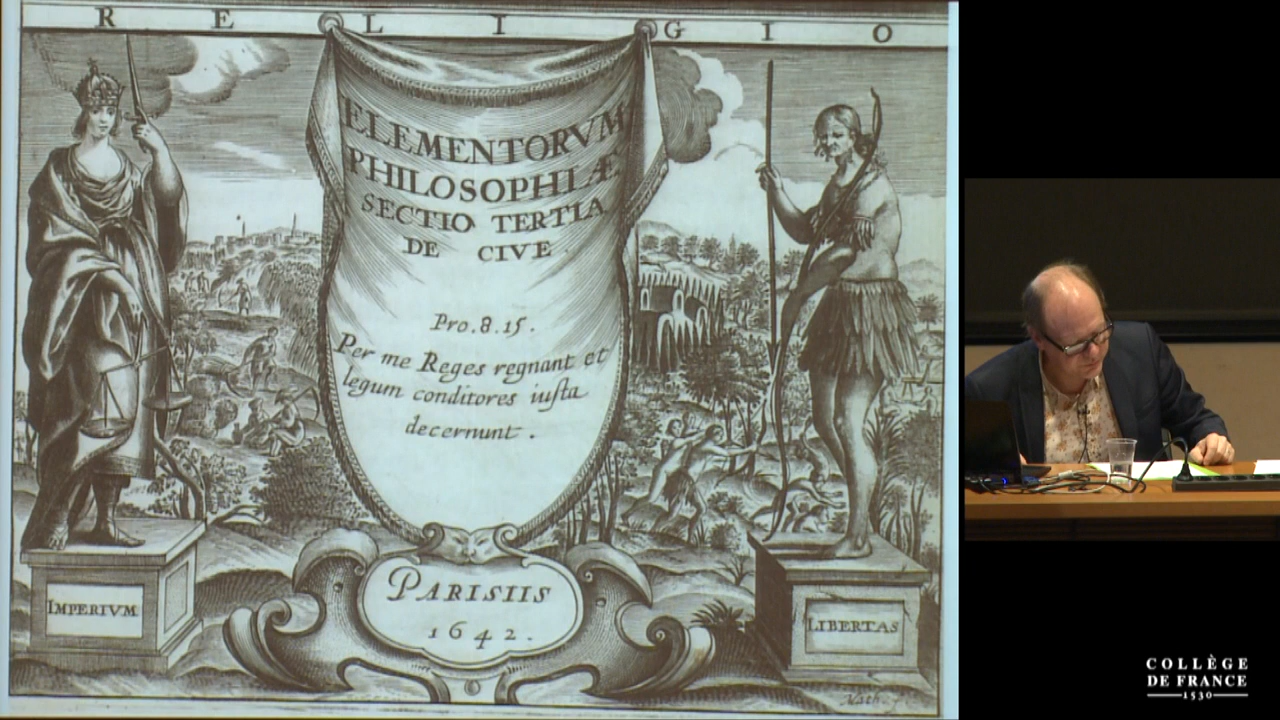 RELIGIO
ELEMENTORVM
PHILOSOPHIÆ
SECTIO TERTIA
DE CIVE.
Pro.8.15.
Per me Reges regnant et
legum conditores iusta
decernunt.
IMPERIVM
PARISIIS
1642.
LIBERTAS
Math.
COLLÈGE
DE FRANCE
1530